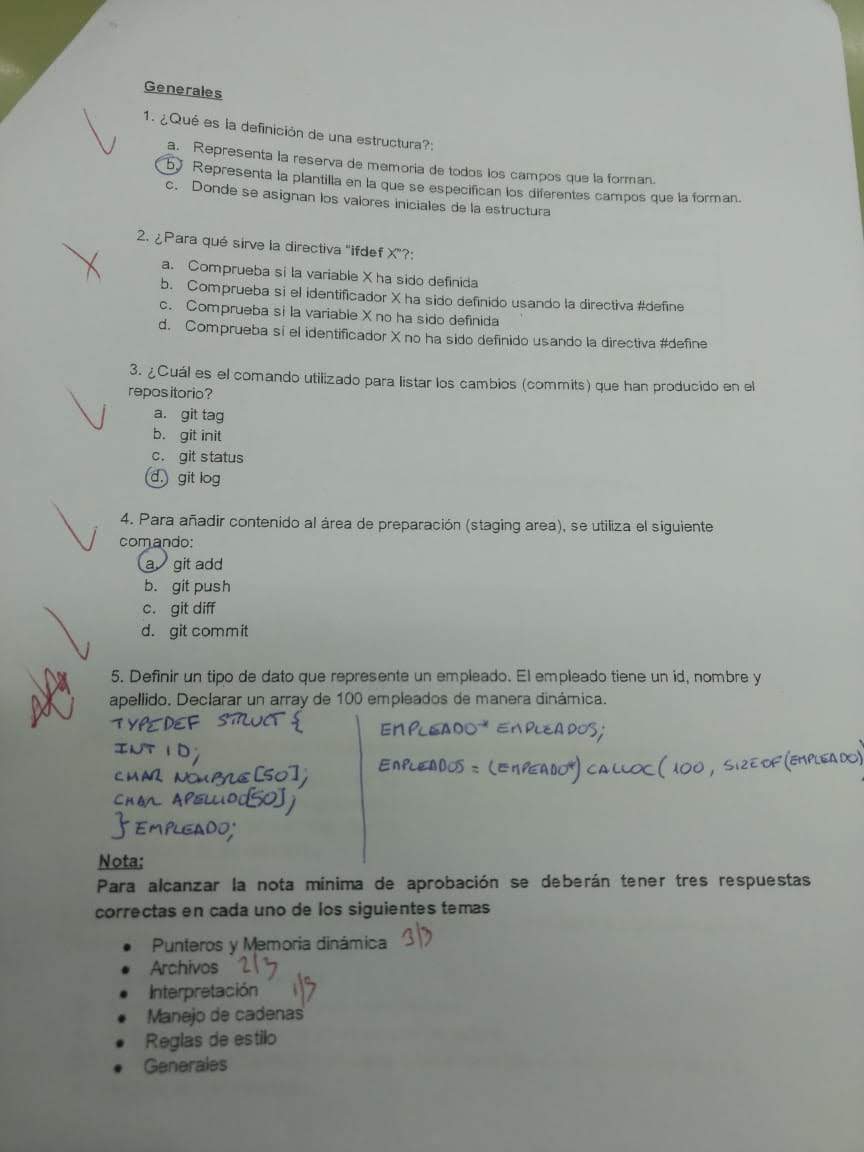 Generales
1. ¿Qué es la definición de una estructura?:
a. Representa la reserva de memoria de todos los campos que la forman.
b. Representa la plantilla en la que se especifican los diferentes campos que la forman.
c. Donde se asignan los valores iniciales de la estructura
2. ¿Para qué sirve la directiva "ifdef X"?:
a. Comprueba si la variable X ha sido definida
b. Comprueba si el identificador X ha sido definido usando la directiva #define
c. Comprueba si la variable X no ha sido definida
d. Comprueba si el identificador X no ha sido definido usando la directiva #define
3. ¿Cuál es el comando utilizado para listar los cambios (commits) que han producido en el
repositorio?
a. git tag
b. git init
c. git status
d. git log
4. Para añadir contenido al área de preparación (staging area), se utiliza el siguiente
comando:
a. git add
b. git push
c. git diff
d. git commit
5. Definir un tipo de dato que represente un empleado. El empleado tiene un id, nombre y
apellido. Declarar un array de 100 empleados de manera dinámica.
TYPEDEF STRUCT {
INT ID;
CHAR NOMBRE[50];
CHAR APELLIDO[50];
} EMPLEADO;
EMPLEADO* EMPLEADOS;
EMPLEADOS = (EMPEADO*) CALLOC(100, SIZEOF(EMPLEADO)
Nota:
Para alcanzar la nota mínima de aprobación se deberán tener tres respuestas
correctas en cada uno de los siguientes temas
• Punteros y Memoria dinámica 3/3
• Archivos 2/3
• Interpretación 1/3
• Manejo de cadenas
• Reglas de estilo
• Generales